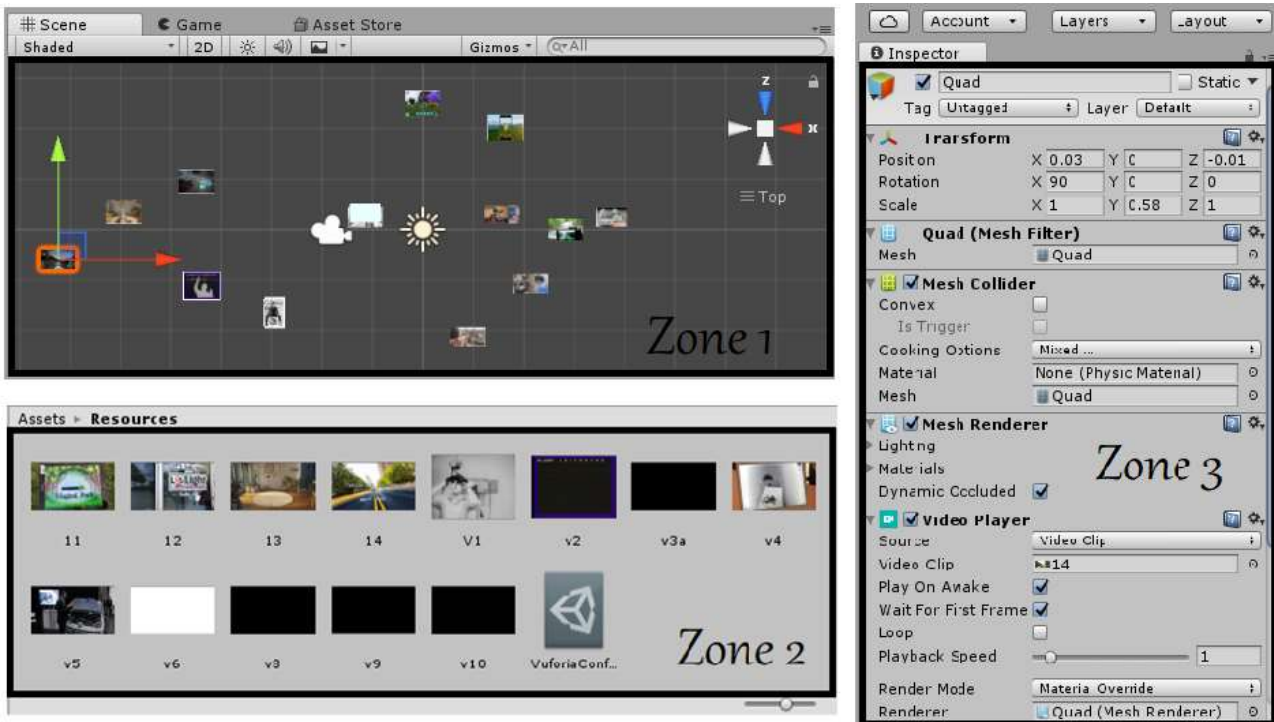 Scene Game Asset Store
Shaded 2D Gizmos All
z
x
Top
Zone 1
Assets Resources
11 12 13 14 V1 v2 v3a v4
v5 v6 v9 v10 VuforiaConf...
Zone 2
Account Layers Layout
Inspector
Quad Static
Tag Untagged Layer Default
Transform
Position X 0.03 Y 0 Z -0.01
Rotation X 90 Y 0 Z 0
Scale X 1 Y 0.58 Z 1
Quad (Mesh Filter)
Mesh Quad
Mesh Collider
Convex
Is Trigger
Cooking Options Mixed ...
Material None (Physic Material)
Mesh Quad
Mesh Renderer
Lighting
Materials
Dynamic Occluded
Zone 3
Video Player
Source Video Clip
Video Clip 14
Play On Awake
Wait For First Frame
Loop
Playback Speed 1
Render Mode Material Override
Renderer Quad (Mesh Renderer)